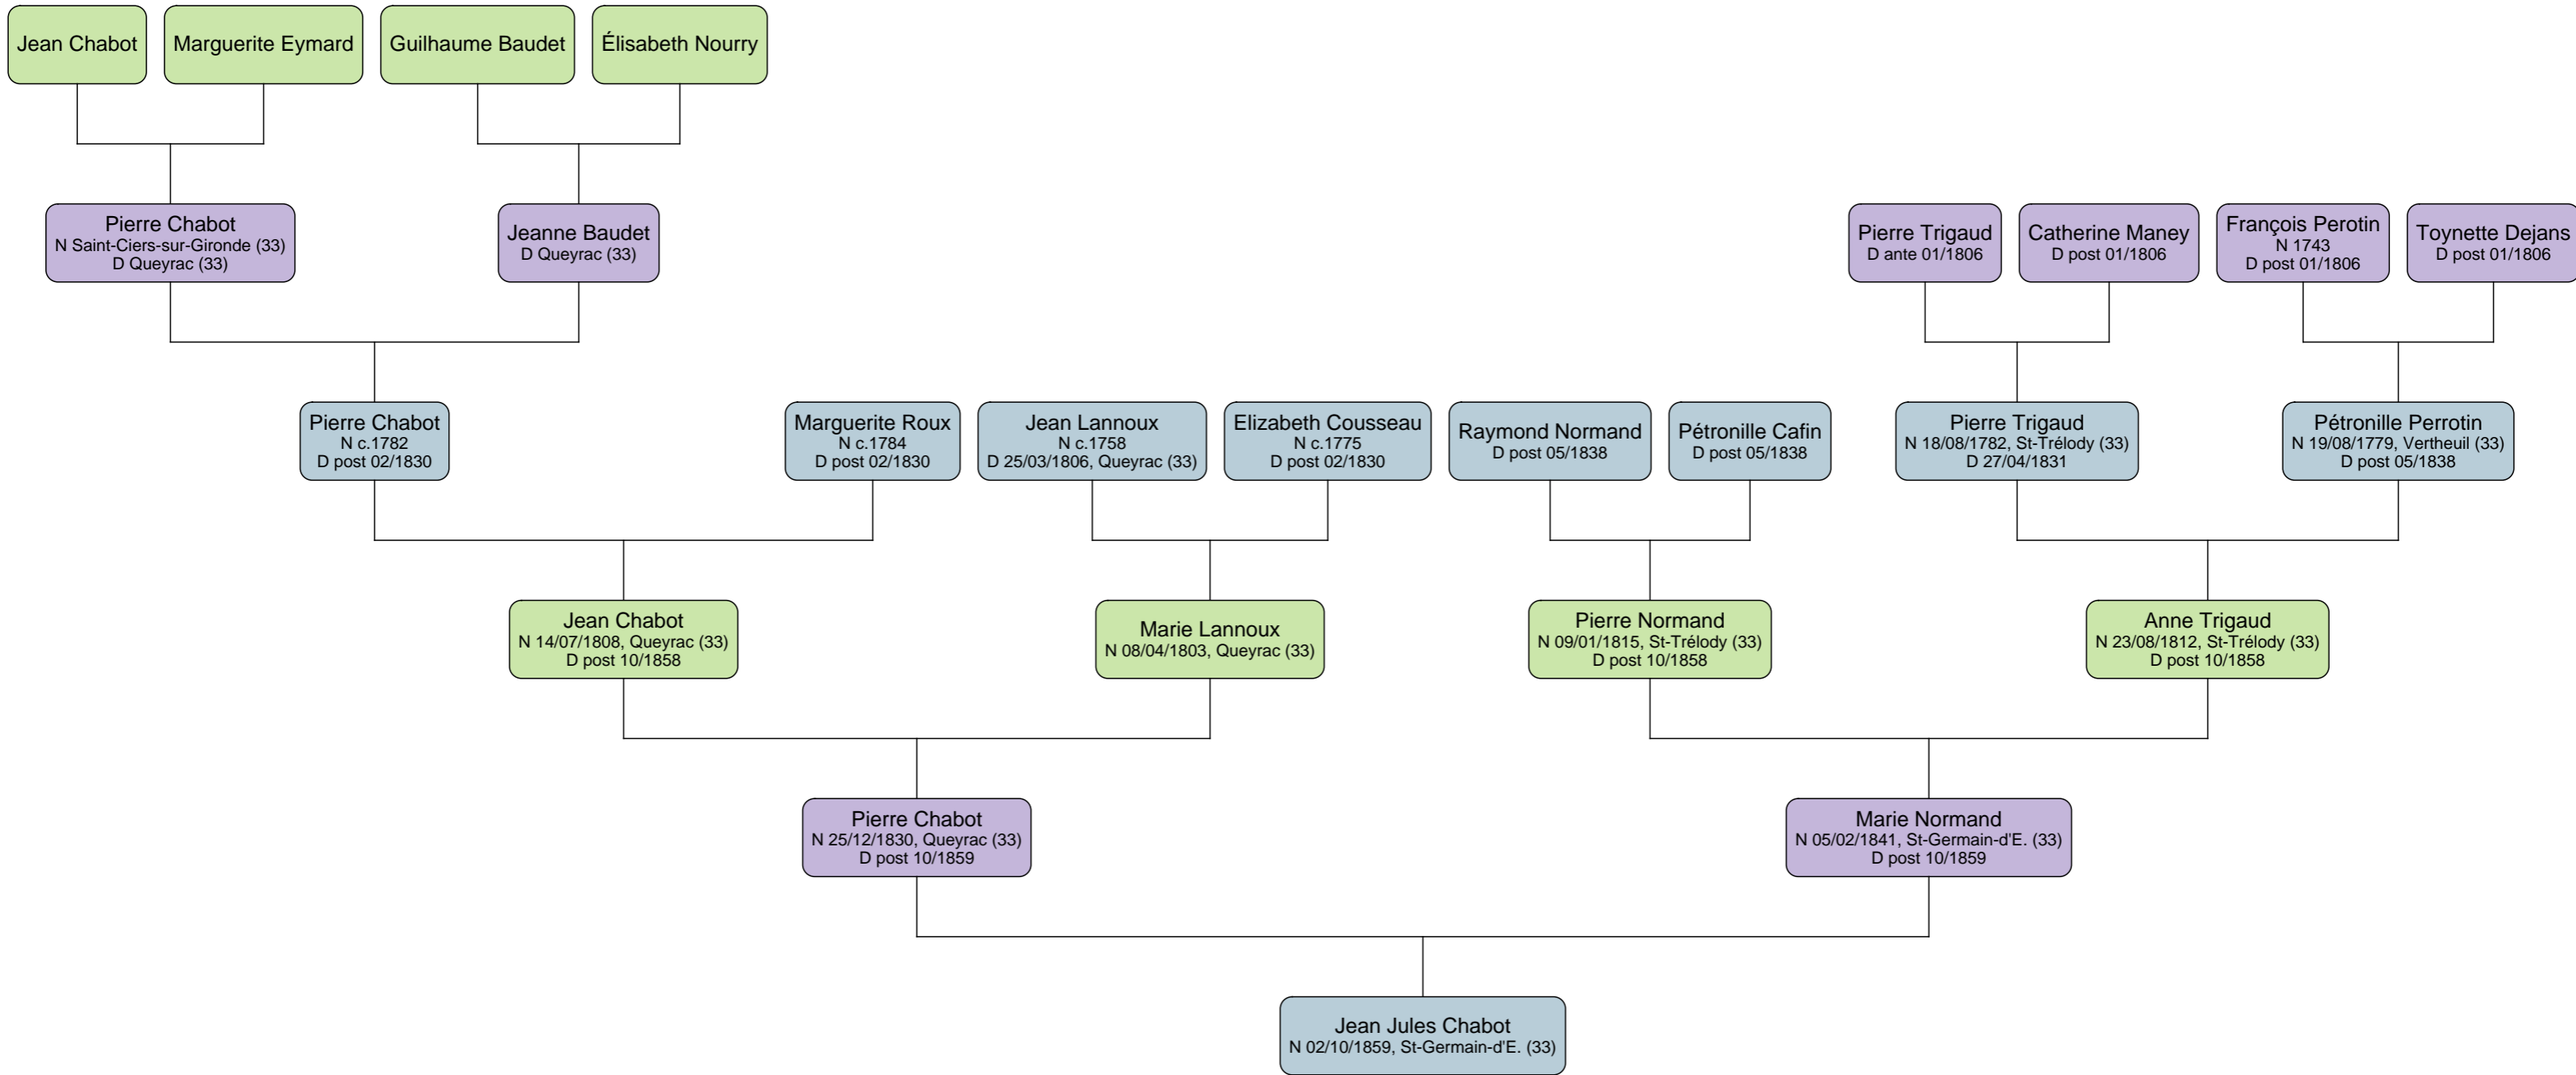 Jean Chabot
Marguerite Eymard
Guilhaume Baudet
Élisabeth Nourry
Pierre Chabot
N Saint-Ciers-sur-Gironde (33)
D Queyrac (33)
Jeanne Baudet
D Queyrac (33)
Pierre Trigaud
D ante 01/1806
Catherine Maney
D post 01/1806
François Perotin
N 1743
D post 01/1806
Toynette Dejans
D post 01/1806
Pierre Chabot
N c.1782
D post 02/1830
Marguerite Roux
N c.1784
D post 02/1830
Jean Lannoux
N c.1758
D 25/03/1806, Queyrac (33)
Elizabeth Cousseau
N c.1775
D post 02/1830
Raymond Normand
D post 05/1838
Pétronille Cafin
D post 05/1838
Pierre Trigaud
N 18/08/1782, St-Trélody (33)
D 27/04/1831
Pétronille Perrotin
N 19/08/1779, Vertheuil (33)
D post 05/1838
Jean Chabot
N 14/07/1808, Queyrac (33)
D post 10/1858
Marie Lannoux
N 08/04/1803, Queyrac (33)
Pierre Normand
N 09/01/1815, St-Trélody (33)
D post 10/1858
Anne Trigaud
N 23/08/1812, St-Trélody (33)
D post 10/1858
Pierre Chabot
N 25/12/1830, Queyrac (33)
D post 10/1859
Marie Normand
N 05/02/1841, St-Germain-d'E. (33)
D post 10/1859
Jean Jules Chabot
N 02/10/1859, St-Germain-d'E. (33)